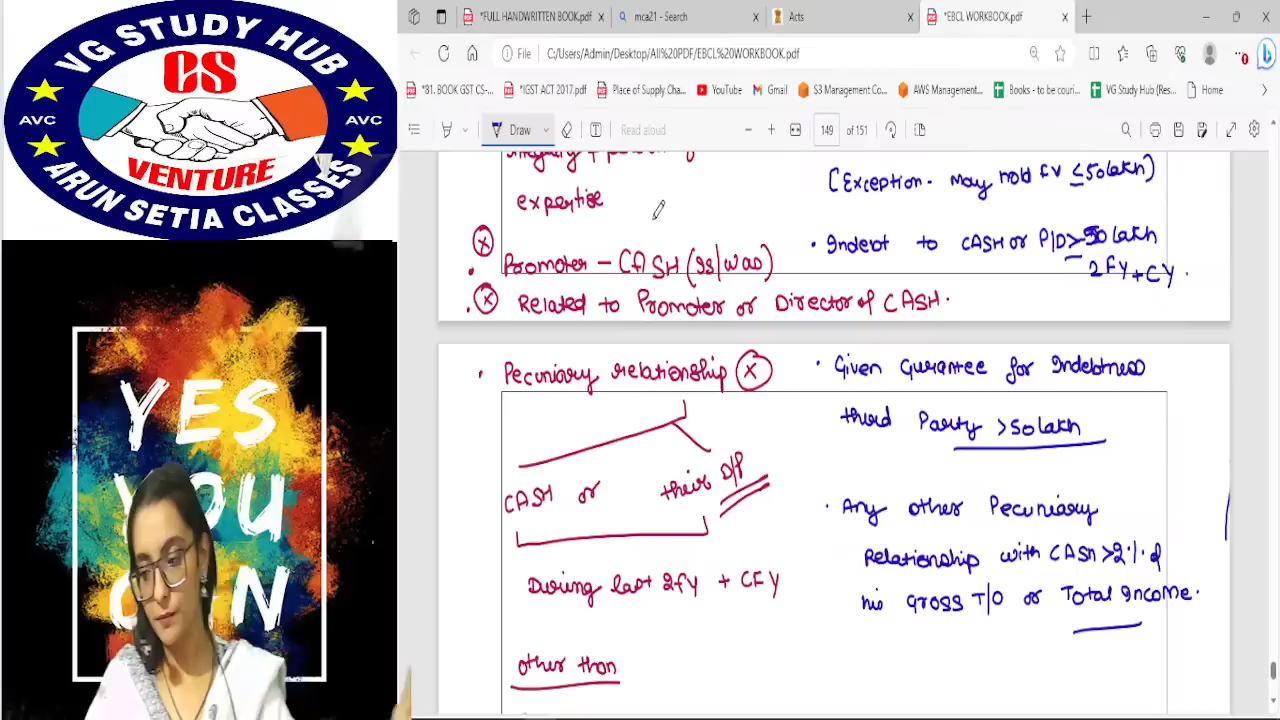 VG STUDY HUB
CS
AVC
AVC
VENTURE
ARUN SETIA CLASSES
YES
YOU
CAN
*FULL HANDWRITTEN BOOK.pdf
mca21 - Search
Acts
*EBCL WORKBOOK.pdf
File
C:/Users/Admin/Desktop/All%20PDF/EBCL%20WORKBOOK.pdf
*81. BOOK GST CS-...
*IGST ACT 2017.pdf
Place of Supply Cha...
YouTube
Gmail
S3 Management Co...
AWS Management...
Books - to be couri...
VG Study Hub (Res...
Home
Draw
Read aloud
149
of 151
expertise
Promoter - CASH (is/was)
Related to Promoter or Director of CASH.
(Exception - may hold FV ≤ 50 lakh)
Indebt to CASH or P/D > 50 lakh
2FY + CY.
Pecuniary relationship (x)
CASH or their D/P
During last 2FY + CFY
other than
Given Gurantee for Indebtness
third Party > 50 lakh
Any other Pecuniary
Relationship with CASH > 2% of
his GROSS T/O or Total Income.